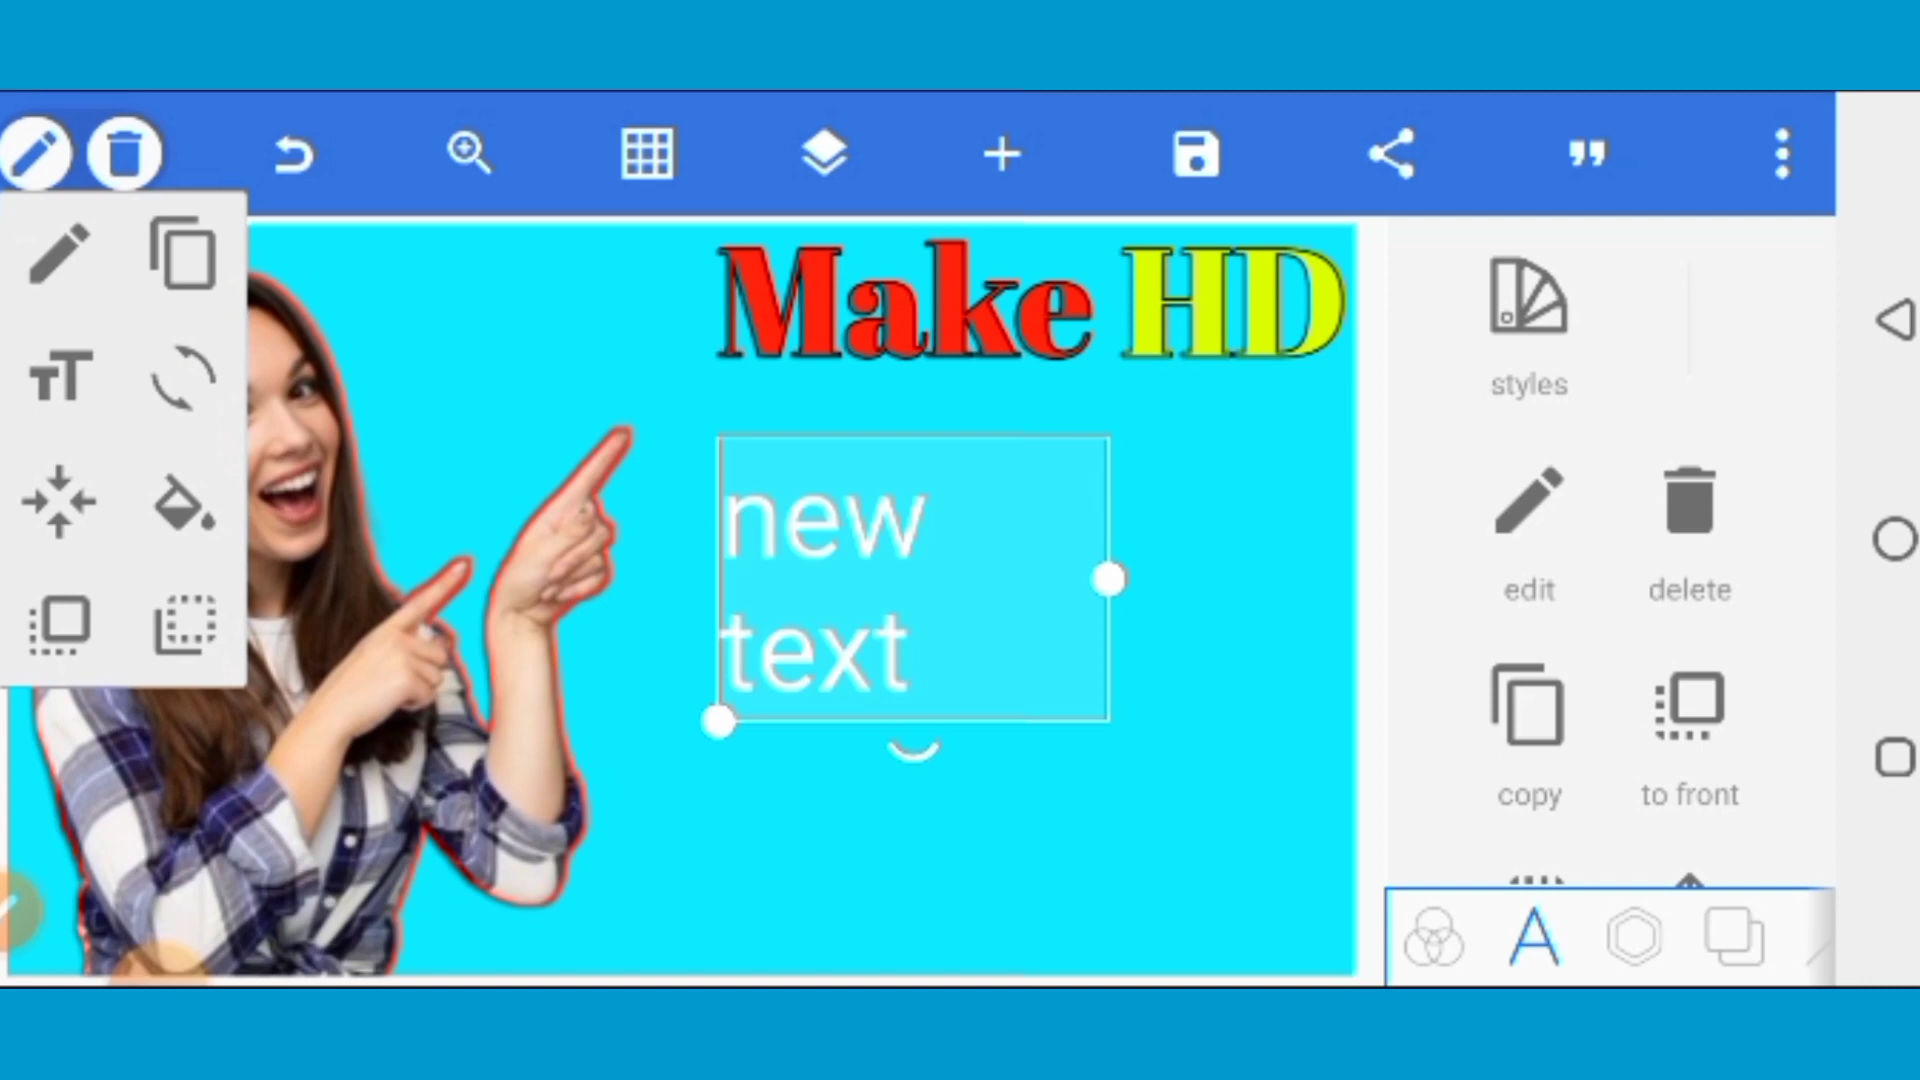 Make HD
new
text
styles
edit
delete
copy
to front